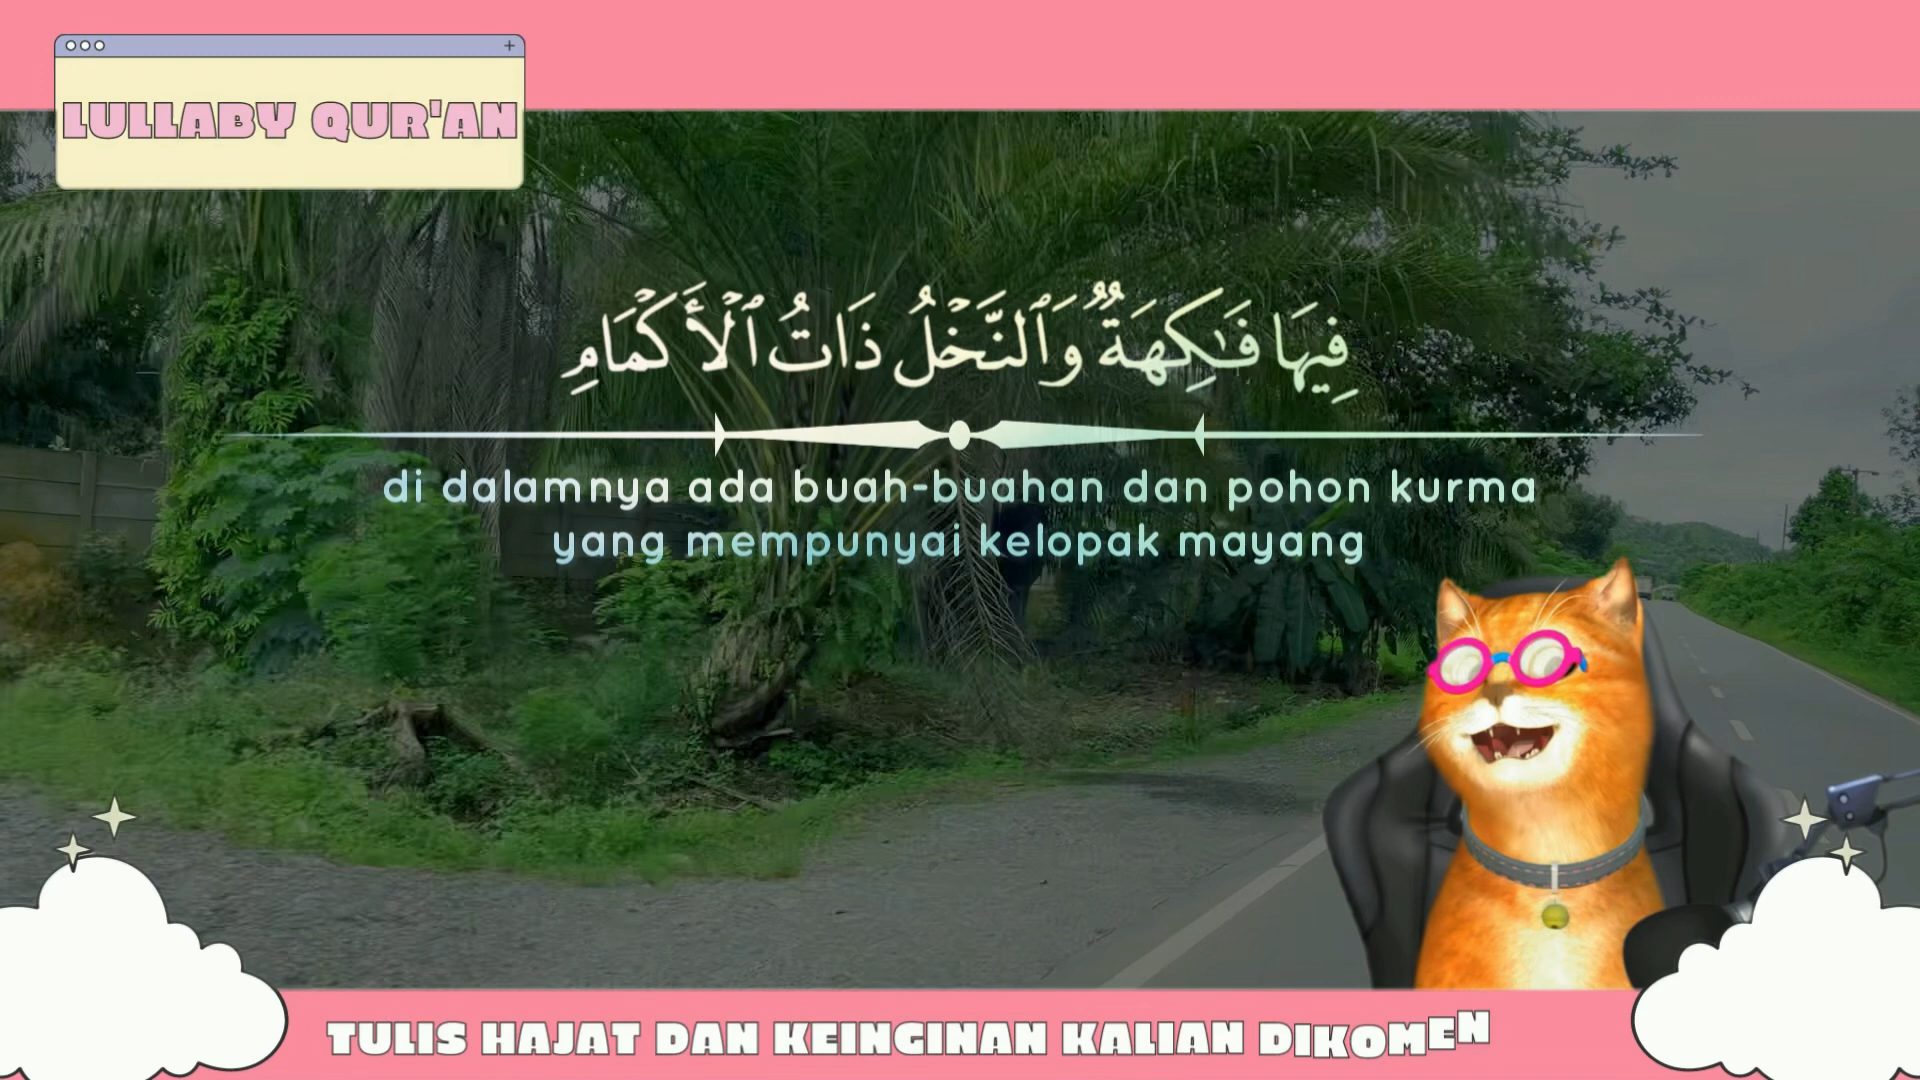 LULLABY QUR'AN
فِيهَا فَـٰكِهَةٌ وَٱلنَّخْلُ ذَاتُ ٱلْأَكْمَامِ
di dalamnya ada buah-buahan dan pohon kurma
yang mempunyai kelopak mayang
TULIS HAJAT DAN KEINGINAN KALIAN DIKOMEN